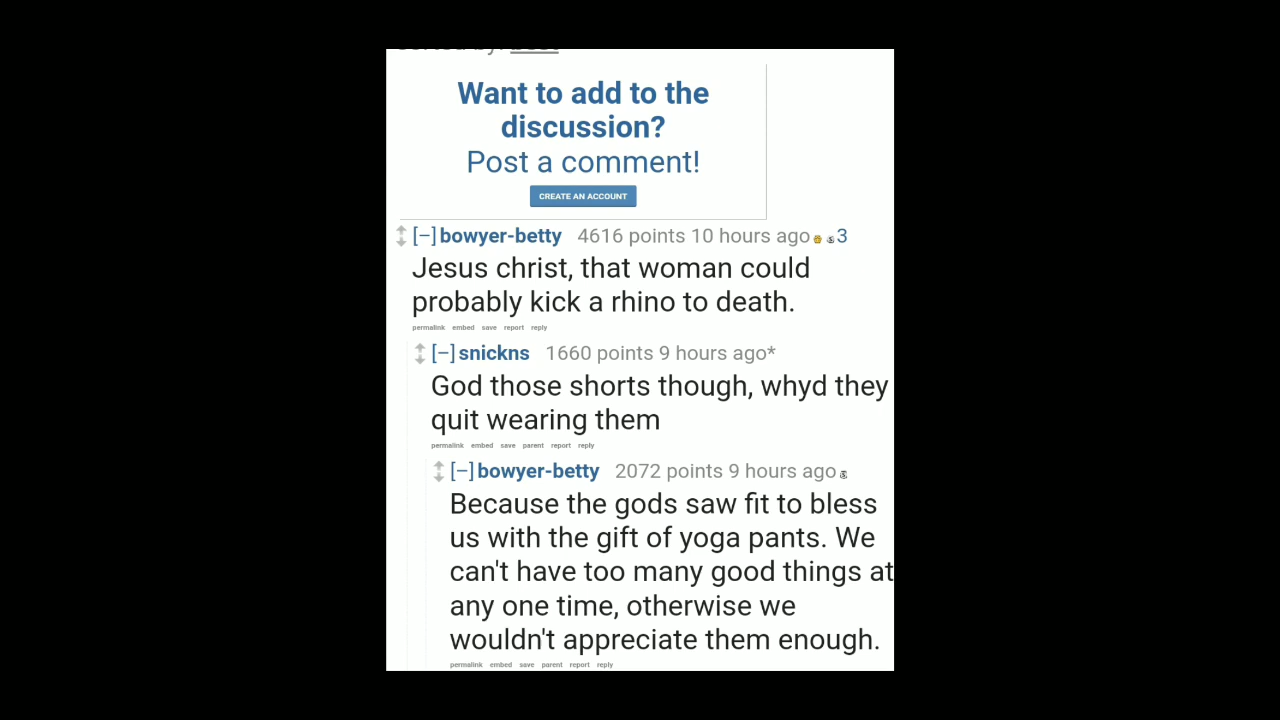 Want to add to the
discussion?
Post a comment!
CREATE AN ACCOUNT
[–] bowyer-betty 4616 points 10 hours ago 3
Jesus christ, that woman could
probably kick a rhino to death.
permalink embed save report reply
[–] snickns 1660 points 9 hours ago*
God those shorts though, whyd they
quit wearing them
permalink embed save parent report reply
[–] bowyer-betty 2072 points 9 hours ago
Because the gods saw fit to bless
us with the gift of yoga pants. We
can't have too many good things at
any one time, otherwise we
wouldn't appreciate them enough.
permalink embed save parent report reply